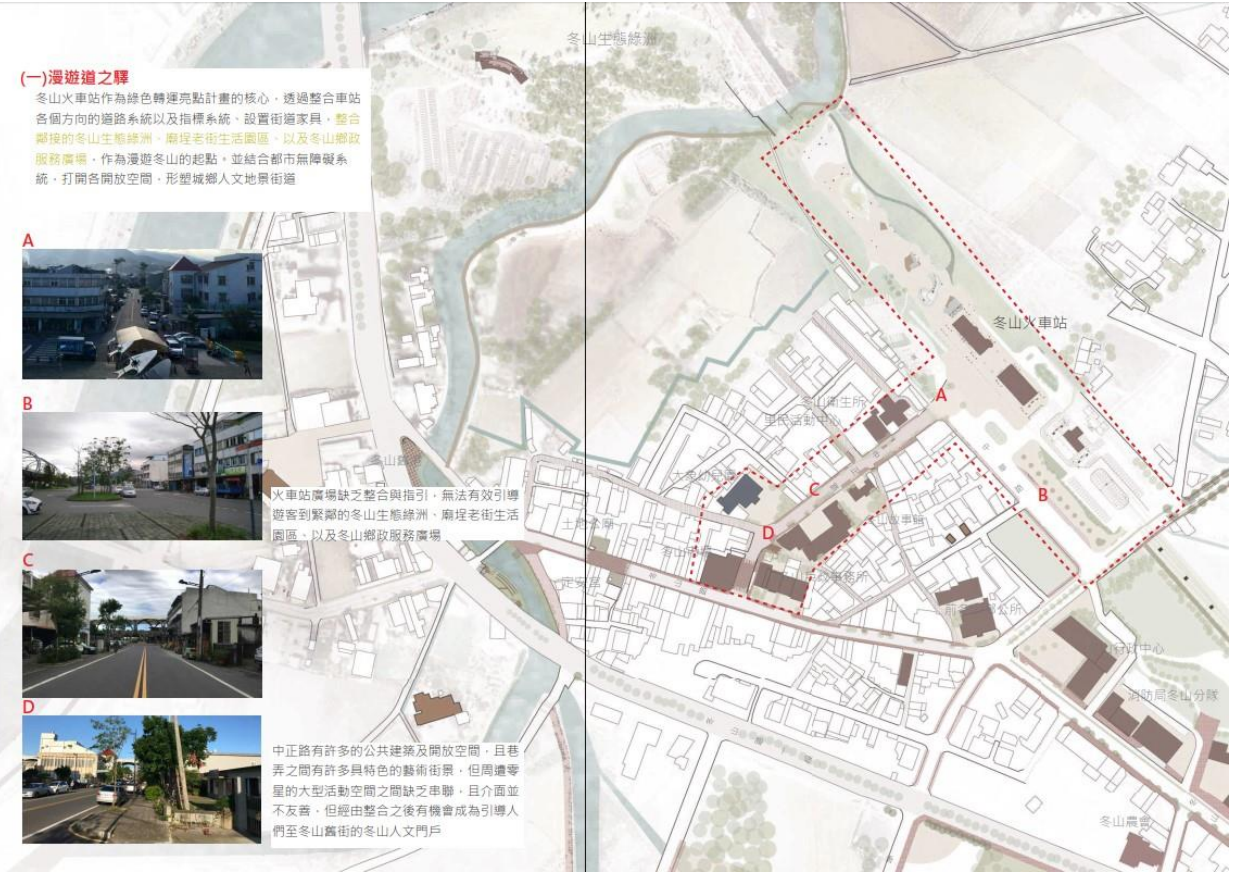 (一)漫遊道之驛
冬山火車站作為綠色轉運亮點計畫的核心，透過整合車站
各個方向的道路系統以及指標系統、設置街道家具，整合
鄰接的冬山生態綠洲、廟埕老街生活園區、以及冬山鄉政
服務廣場，作為漫遊冬山的起點。並結合都市無障礙系
統，打開各開放空間，形塑城鄉人文地景街道
A
B
火車站廣場缺乏整合與指引，無法有效引導
遊客到緊鄰的冬山生態綠洲、廟埕老街生活
園區、以及冬山鄉政服務廣場
C
D
中正路有許多的公共建築及開放空間，且巷
弄之間有許多具特色的藝術街景，但周遭零
星的大型活動空間之間缺乏串聯，且介面並
不友善，但經由整合之後有機會成為引導人
們至冬山舊街的冬山人文門戶
冬山生態綠洲
冬山火車站
A
冬山衛生所
里民活動中心
B
C
D
土地公廟
定安宮
消防局冬山分隊
冬山農會